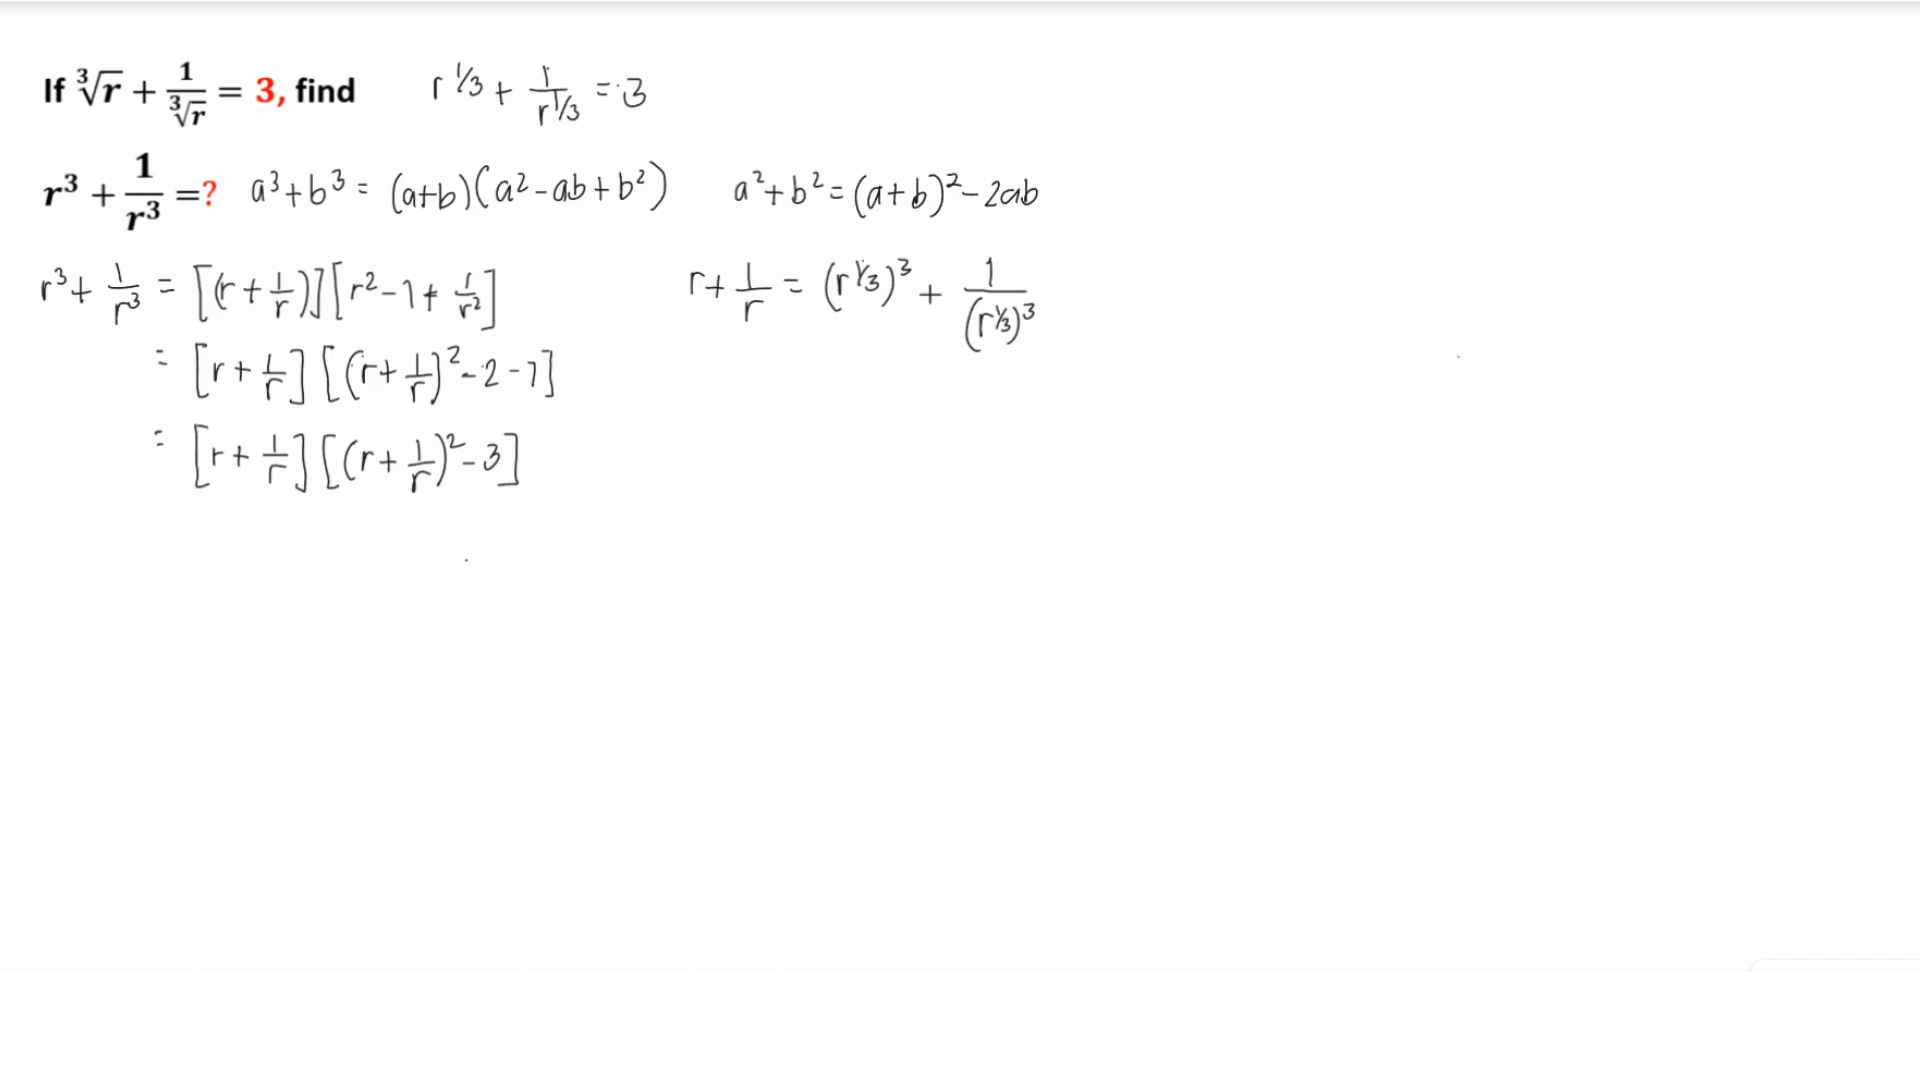 If ∛r + 1/∛r = 3, find r^1/3 + 1/r^1/3 = 3
r³ + 1/r³ =? a³+b³ = (a+b)(a²-ab+b²) a²+b²=(a+b)²-2ab
r³+ 1/r³ = [(r+1/r)][r²-1+1/r²] r+1/r = (r^1/3)³ + 1/(r^1/3)³
= [r+1/r][(r+1/r)²-2-1]
= [r+1/r][(r+1/r)²-3]